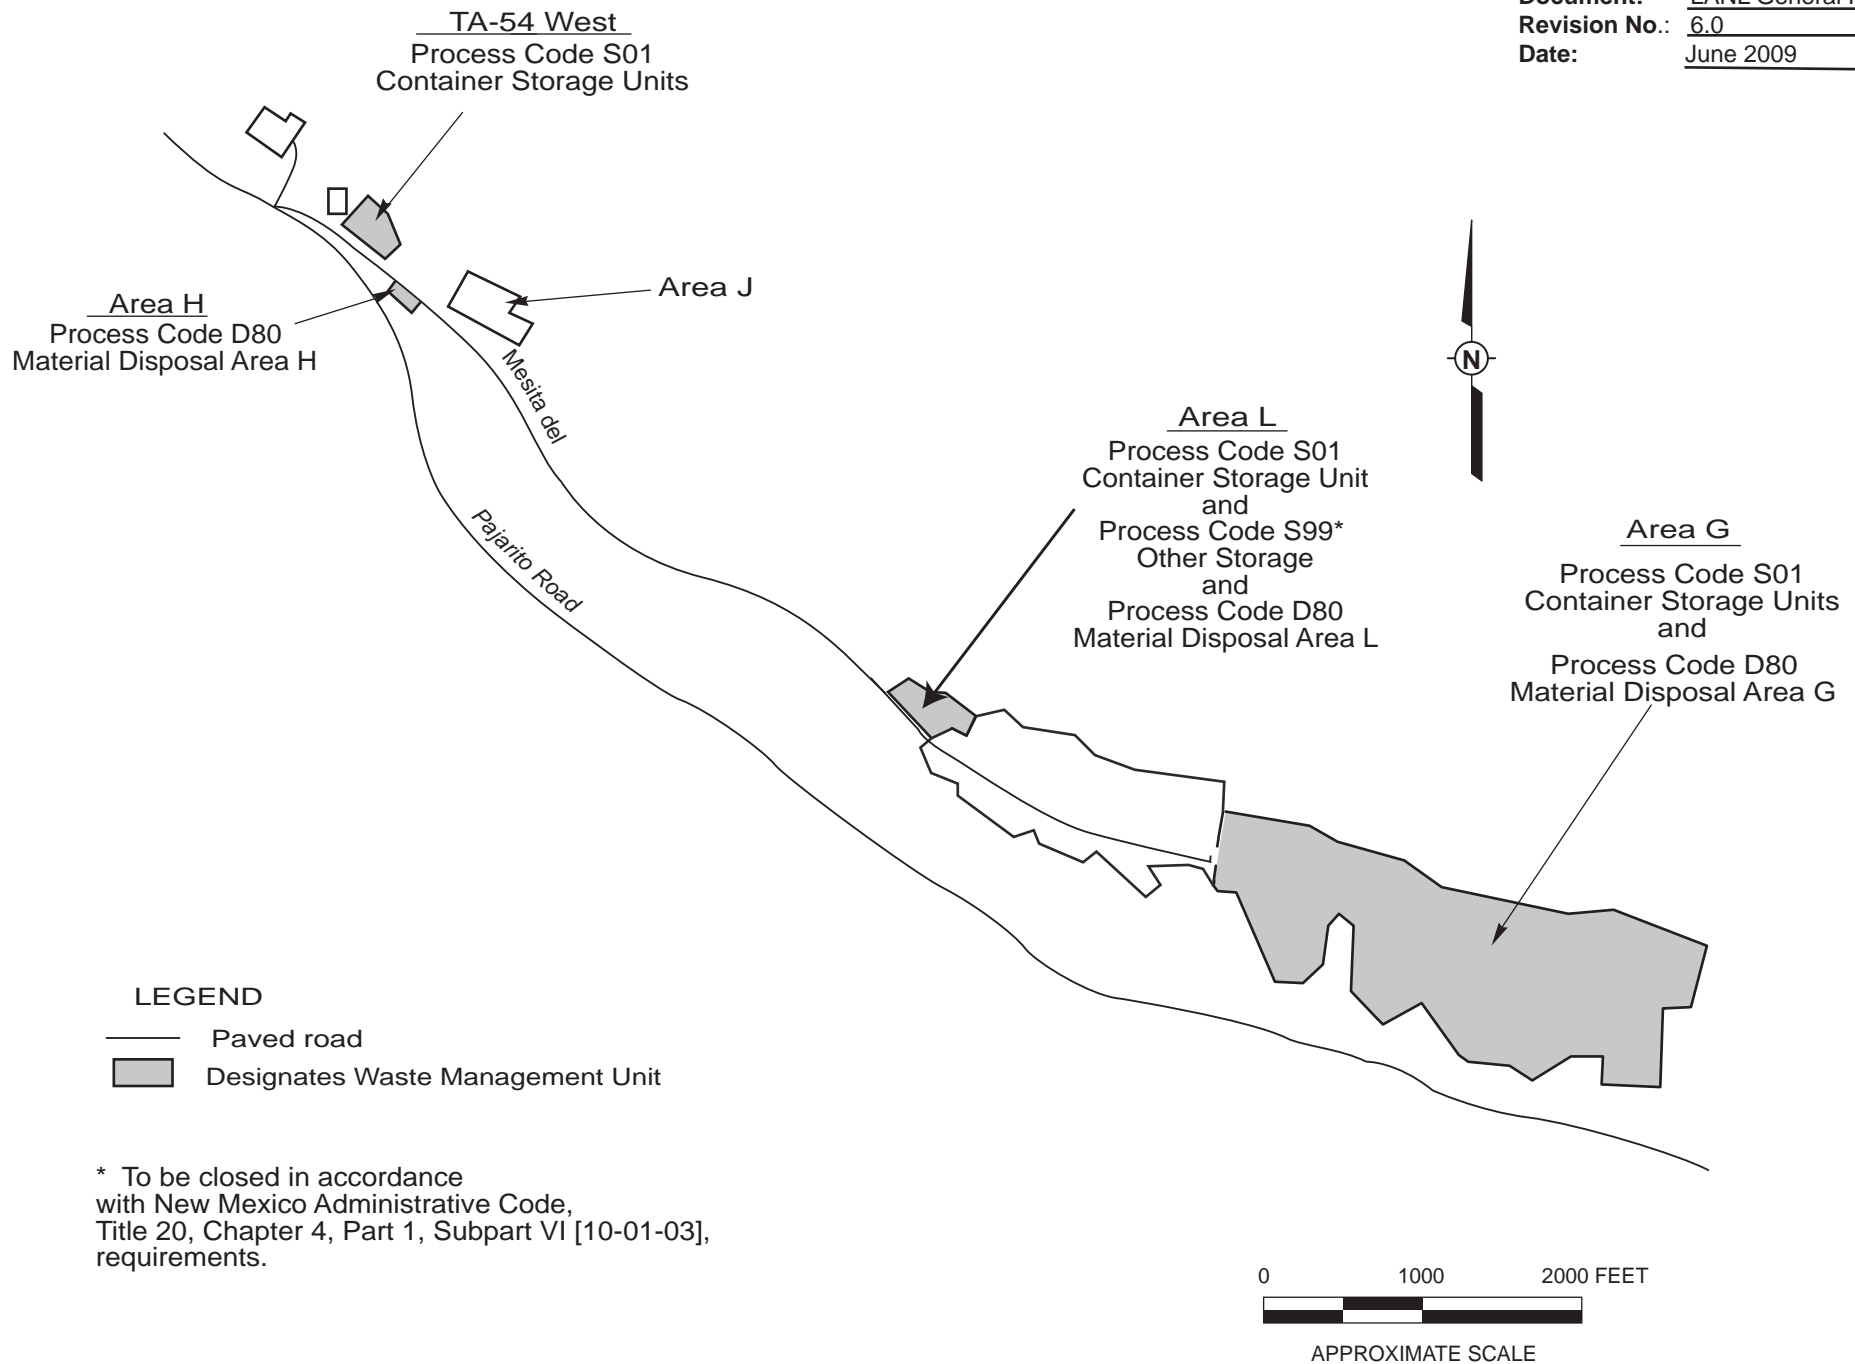 Revision No.: 6.0
Date: June 2009
TA-54 West
Process Code S01
Container Storage Units
Area H
Process Code D80
Material Disposal Area H
Area J
Mesita del
Pajarito Road
N
Area L
Process Code S01
Container Storage Unit
and
Process Code S99*
Other Storage
and
Process Code D80
Material Disposal Area L
Area G
Process Code S01
Container Storage Units
and
Process Code D80
Material Disposal Area G
LEGEND
Paved road
Designates Waste Management Unit
* To be closed in accordance
with New Mexico Administrative Code,
Title 20, Chapter 4, Part 1, Subpart VI [10-01-03],
requirements.
0 1000 2000 FEET
APPROXIMATE SCALE